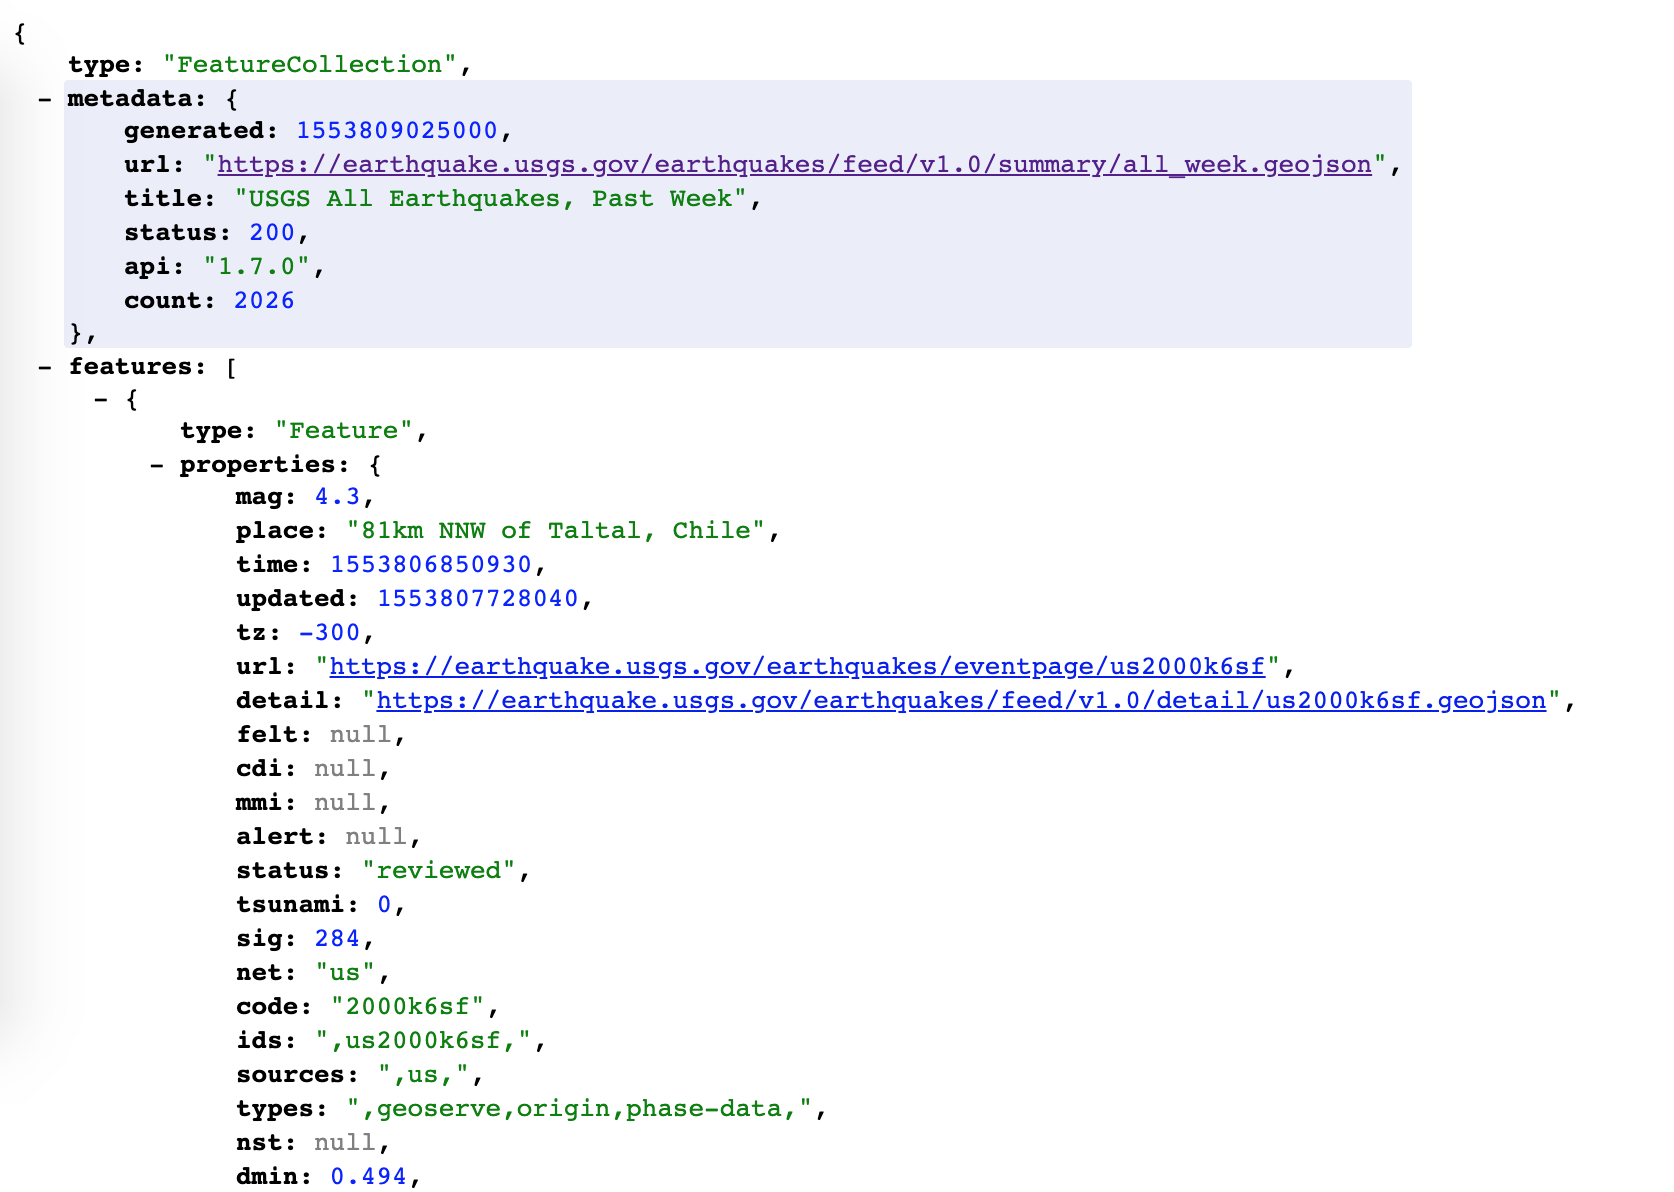 {
type: "FeatureCollection",
- metadata: {
generated: 1553809025000,
url: "https://earthquake.usgs.gov/earthquakes/feed/v1.0/summary/all_week.geojson",
title: "USGS All Earthquakes, Past Week",
status: 200,
api: "1.7.0",
count: 2026
},
- features: [
- {
type: "Feature",
- properties: {
mag: 4.3,
place: "81km NNW of Taltal, Chile",
time: 1553806850930,
updated: 1553807728040,
tz: -300,
url: "https://earthquake.usgs.gov/earthquakes/eventpage/us2000k6sf",
detail: "https://earthquake.usgs.gov/earthquakes/feed/v1.0/detail/us2000k6sf.geojson",
felt: null,
cdi: null,
mmi: null,
alert: null,
status: "reviewed",
tsunami: 0,
sig: 284,
net: "us",
code: "2000k6sf",
ids: ",us2000k6sf,",
sources: ",us,",
types: ",geoserve,origin,phase-data,",
nst: null,
dmin: 0.494,